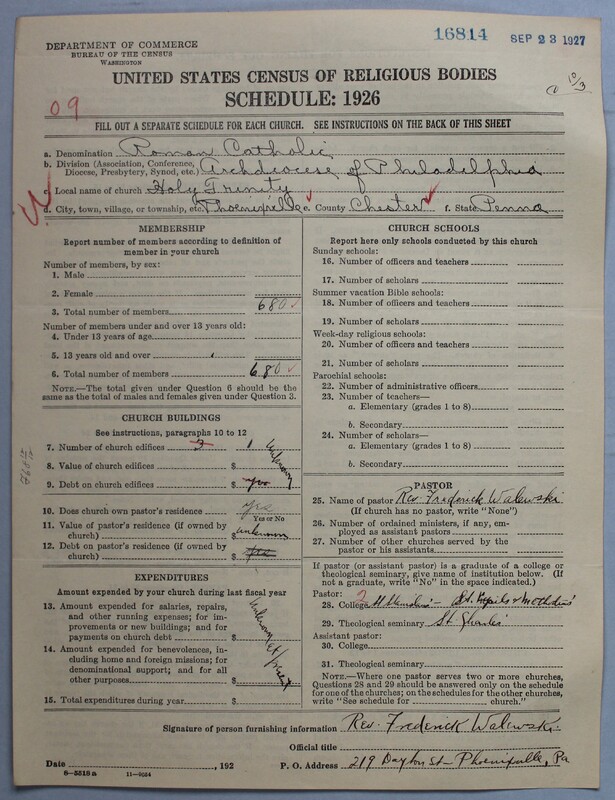 16814 SEP 23 1927
DEPARTMENT OF COMMERCE
BUREAU OF THE CENSUS
WASHINGTON
10/3
UNITED STATES CENSUS OF RELIGIOUS BODIES
SCHEDULE: 1926
09
FILL OUT A SEPARATE SCHEDULE FOR EACH CHURCH. SEE INSTRUCTIONS ON THE BACK OF THIS SHEET
a. Denomination Roman Catholic
b. Division (Association, Conference,
Diocese, Presbytery, Synod, etc.) Archdiocese of Philadelphia
c. Local name of church Holy Trinity
d. City, town, village, or township, etc. Phoenixville e. County Chester f. State Penna
MEMBERSHIP
Report number of members according to definition of
member in your church
Number of members, by sex:
1. Male
2. Female
3. Total number of members 680
Number of members under and over 13 years old:
4. Under 13 years of age
5. 13 years old and over
6. Total number of members 680
NOTE.—The total given under Question 6 should be the
same as the total of males and females given under Question 3.
CHURCH BUILDINGS
See instructions, paragraphs 10 to 12
7. Number of church edifices 3 1
8. Value of church edifices $ unknown
9. Debt on church edifices $ yes
10. Does church own pastor's residence yes
Yes or No
11. Value of pastor's residence (if owned by
church) $ unknown
12. Debt on pastor's residence (if owned by
church) $
EXPENDITURES
Amount expended by your church during last fiscal year
13. Amount expended for salaries, repairs,
and other running expenses; for im-
provements or new buildings; and for
payments on church debt $ unknown
14. Amount expended for benevolences, in-
cluding home and foreign missions; for
denominational support; and for all
other purposes $ at present
15. Total expenditures during year $
CHURCH SCHOOLS
Report here only schools conducted by this church
Sunday schools:
16. Number of officers and teachers
17. Number of scholars
Summer vacation Bible schools:
18. Number of officers and teachers
19. Number of scholars
Week-day religious schools:
20. Number of officers and teachers
21. Number of scholars
Parochial schools:
22. Number of administrative officers
23. Number of teachers—
a. Elementary (grades 1 to 8)
b. Secondary
24. Number of scholars—
a. Elementary (grades 1 to 8)
b. Secondary
PASTOR
25. Name of pastor Rev. Frederick Walewski
(If church has no pastor, write "None")
26. Number of ordained ministers, if any, em-
ployed as assistant pastors
27. Number of other churches served by the
pastor or his assistants
If pastor (or assistant pastor) is a graduate of a college or
theological seminary, give name of institution below. (If
not a graduate, write "No" in the space indicated.)
Pastor:
28. College 2
29. Theological seminary St. Charles
Assistant pastor:
30. College
31. Theological seminary
NOTE.—Where one pastor serves two or more churches,
Questions 28 and 29 should be answered only on the schedule
for one of the churches; on the schedules for the other churches,
write "See schedule for church."
Signature of person furnishing information Rev. Frederick Walewski
Official title
Date , 192 P. O. Address 219 Dayton St - Phoenixville, Pa
6-5519a 11-9024